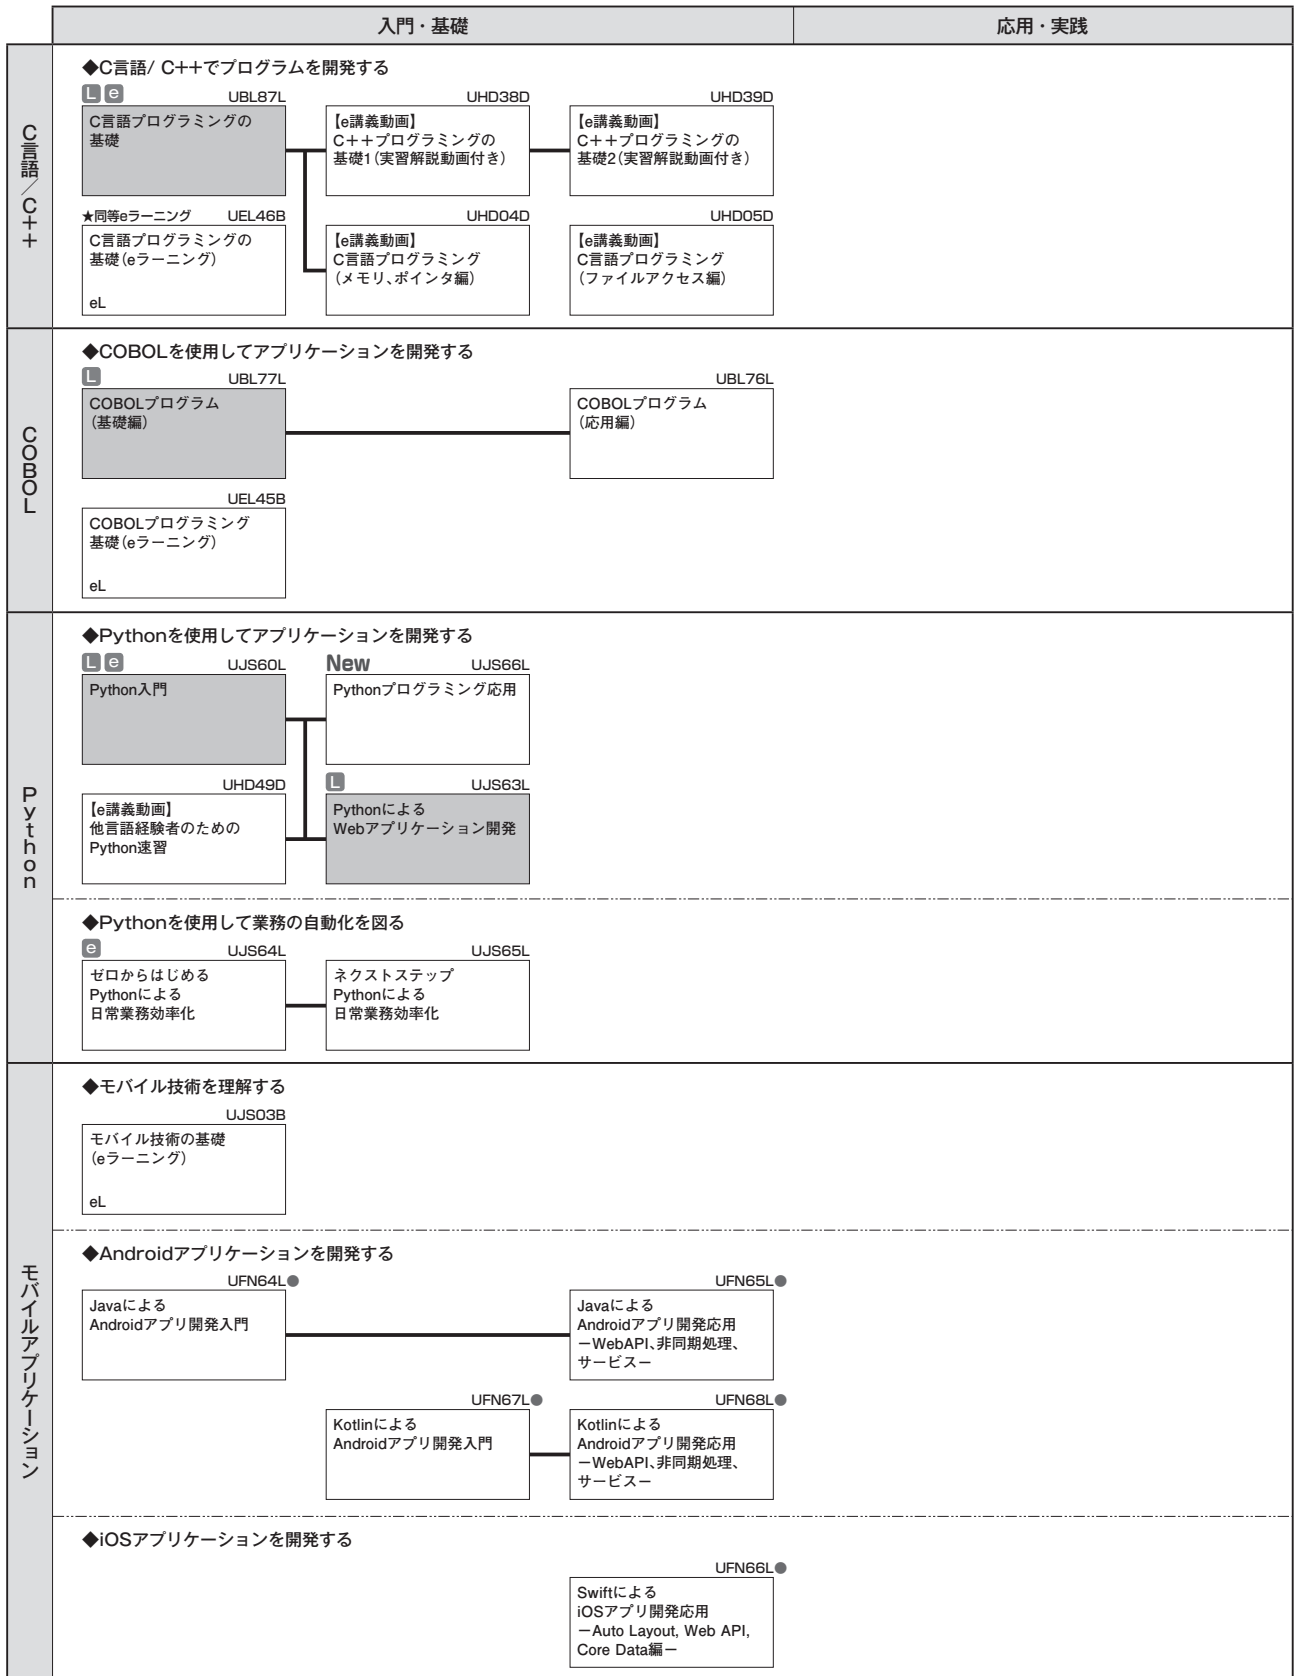 入門・基礎
応用・実践
C言語／C++
◆C言語/ C++でプログラムを開発する
L e UBL87L
C言語プログラミングの
基礎
UHD38D
【e講義動画】
C++プログラミングの
基礎1(実習解説動画付き)
UHD39D
【e講義動画】
C++プログラミングの
基礎2(実習解説動画付き)
★同等eラーニング UEL46B
C言語プログラミングの
基礎(eラーニング)
eL
UHD04D
【e講義動画】
C言語プログラミング
(メモリ、ポインタ編)
UHD05D
【e講義動画】
C言語プログラミング
(ファイルアクセス編)
COBOL
◆COBOLを使用してアプリケーションを開発する
L UBL77L
COBOLプログラム
(基礎編)
UBL76L
COBOLプログラム
(応用編)
UEL45B
COBOLプログラミング
基礎(eラーニング)
eL
Python
◆Pythonを使用してアプリケーションを開発する
L e UJS60L
Python入門
New UJS66L
Pythonプログラミング応用
UHD49D
【e講義動画】
他言語経験者のための
Python速習
L UJS63L
Pythonによる
Webアプリケーション開発
◆Pythonを使用して業務の自動化を図る
e UJS64L
ゼロからはじめる
Pythonによる
日常業務効率化
UJS65L
ネクストステップ
Pythonによる
日常業務効率化
モバイルアプリケーション
◆モバイル技術を理解する
UJS03B
モバイル技術の基礎
(eラーニング)
eL
◆Androidアプリケーションを開発する
UFN64L●
Javaによる
Androidアプリ開発入門
UFN65L●
Javaによる
Androidアプリ開発応用
－WebAPI、非同期処理、
サービス－
UFN67L●
Kotlinによる
Androidアプリ開発入門
UFN68L●
Kotlinによる
Androidアプリ開発応用
－WebAPI、非同期処理、
サービス－
◆iOSアプリケーションを開発する
UFN66L●
Swiftによる
iOSアプリ開発応用
－Auto Layout, Web API,
Core Data編－